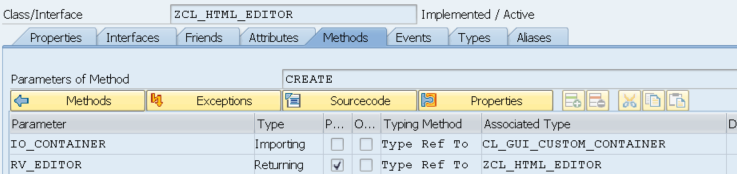 Class/Interface ZCL_HTML_EDITOR Implemented / Active
Properties Interfaces Friends Attributes Methods Events Types Aliases
Parameters of Method CREATE
Methods Exceptions Sourcecode Properties
Parameter Type P... O... Typing Method Associated Type D
IO_CONTAINER Importing Type Ref To CL_GUI_CUSTOM_CONTAINER
RV_EDITOR Returning Type Ref To ZCL_HTML_EDITOR